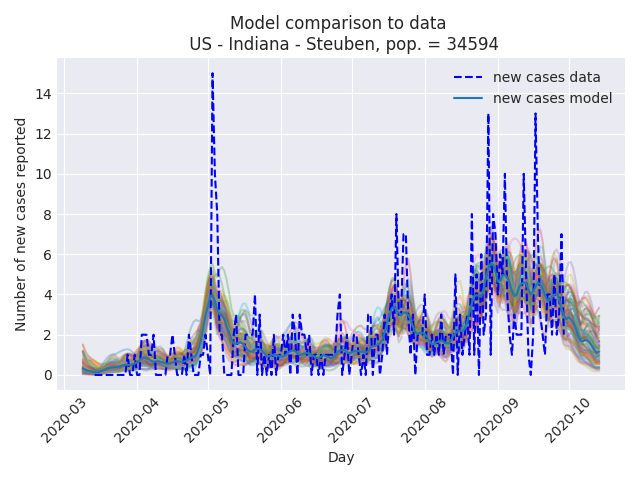 Model comparison to data
US - Indiana - Steuben, pop. = 34594
new cases data
new cases model
Number of new cases reported
14
12
10
8
6
4
2
0
2020-03
2020-04
2020-05
2020-06
2020-07
2020-08
2020-09
2020-10
Day